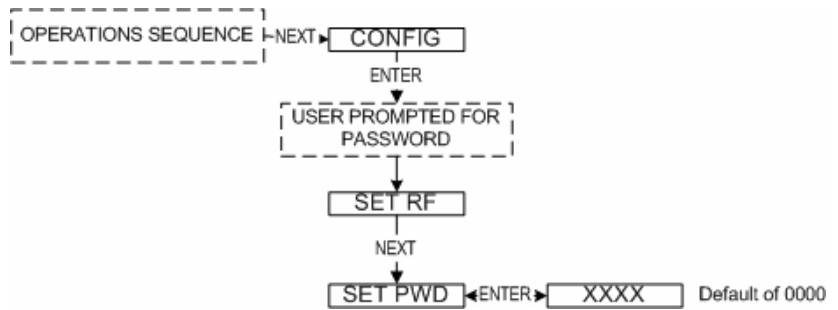 OPERATIONS SEQUENCE
NEXT
CONFIG
ENTER
USER PROMPTED FOR
PASSWORD
SET RF
NEXT
SET PWD
ENTER
XXXX
Default of 0000